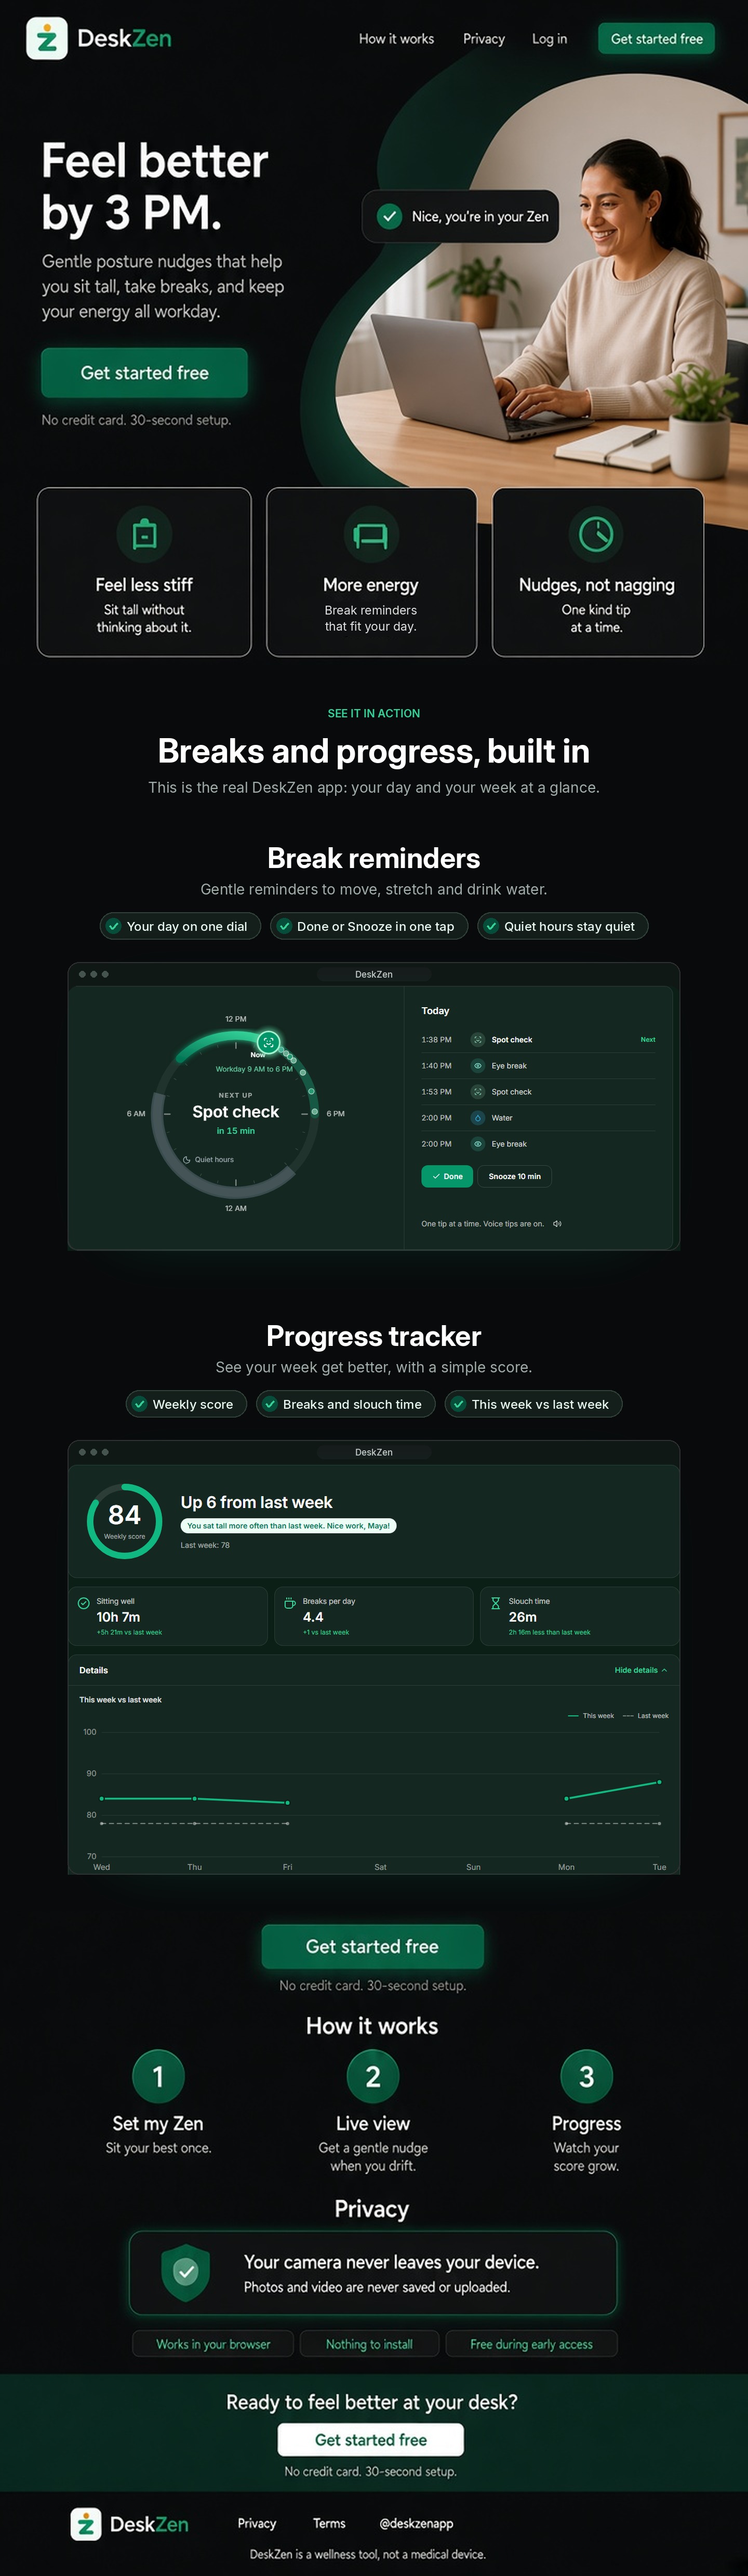 DeskZen
How it works
Privacy
Log in
Get started free
Feel better
by 3 PM.
Gentle posture nudges that help
you sit tall, take breaks, and keep
your energy all workday.
Get started free
No credit card. 30-second setup.
Nice, you're in your Zen
Feel less stiff
Sit tall without
thinking about it.
More energy
Break reminders
that fit your day.
Nudges, not nagging
One kind tip
at a time.
SEE IT IN ACTION
Breaks and progress, built in
This is the real DeskZen app: your day and your week at a glance.
Break reminders
Gentle reminders to move, stretch and drink water.
Your day on one dial
Done or Snooze in one tap
Quiet hours stay quiet
DeskZen
12 PM
Now
Workday 9 AM to 6 PM
NEXT UP
Spot check
in 15 min
6 AM
6 PM
Quiet hours
12 AM
Today
1:38 PM Spot check Next
1:40 PM Eye break
1:53 PM Spot check
2:00 PM Water
2:00 PM Eye break
Done
Snooze 10 min
One tip at a time. Voice tips are on.
Progress tracker
See your week get better, with a simple score.
Weekly score
Breaks and slouch time
This week vs last week
DeskZen
84
Weekly score
Up 6 from last week
You sat tall more often than last week. Nice work, Maya!
Last week: 78
Sitting well
10h 7m
+5h 21m vs last week
Breaks per day
4.4
+1 vs last week
Slouch time
26m
2h 16m less than last week
Details
Hide details
This week vs last week
This week
Last week
100
90
80
70
Wed
Thu
Fri
Sat
Sun
Mon
Tue
Get started free
No credit card. 30-second setup.
How it works
1
Set my Zen
Sit your best once.
2
Live view
Get a gentle nudge
when you drift.
3
Progress
Watch your
score grow.
Privacy
Your camera never leaves your device.
Photos and video are never saved or uploaded.
Works in your browser
Nothing to install
Free during early access
Ready to feel better at your desk?
Get started free
No credit card. 30-second setup.
DeskZen
Privacy
Terms
@deskzenapp
DeskZen is a wellness tool, not a medical device.